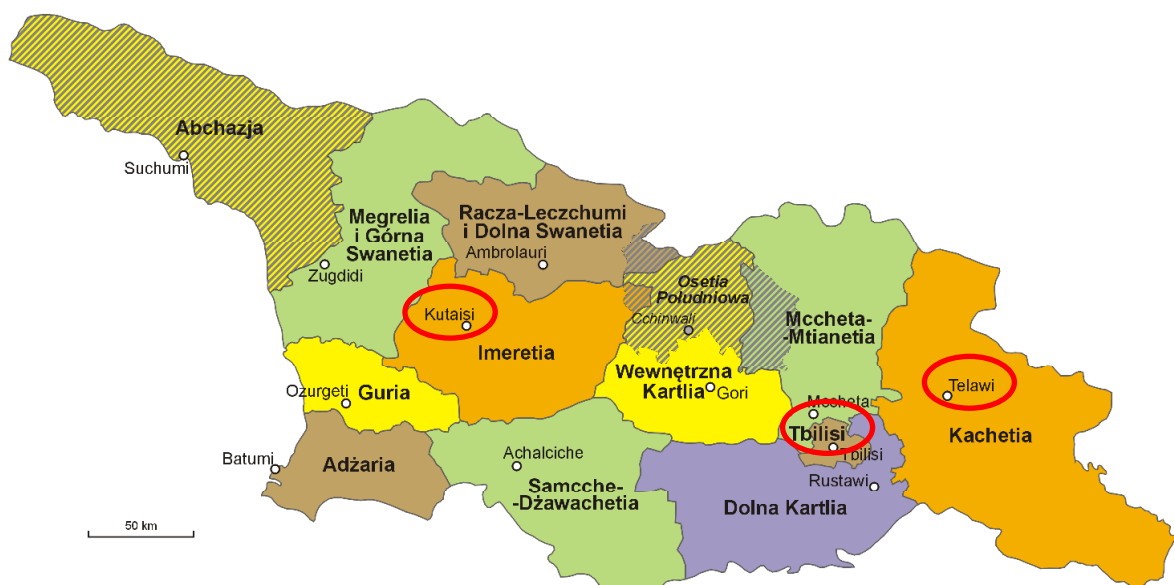 Abchazja
Suchumi
Megrelia
i Górna
Swanetia
Zugdidi
Racza-Leczchumi
i Dolna Swanetia
Ambrolauri
Kutaisi
Imeretia
Osetia
Południowa
Cchinwali
Mccheta-
-Mtianetia
Wewnętrzna
Kartlia
Gori
Ozurgeti
Guria
Mccheta
Tbilisi
Tbilisi
Telawi
Kachetia
Batumi
Adżaria
Achalciche
Samcche-
-Dżawachetia
Rustawi
Dolna Kartlia
50 km